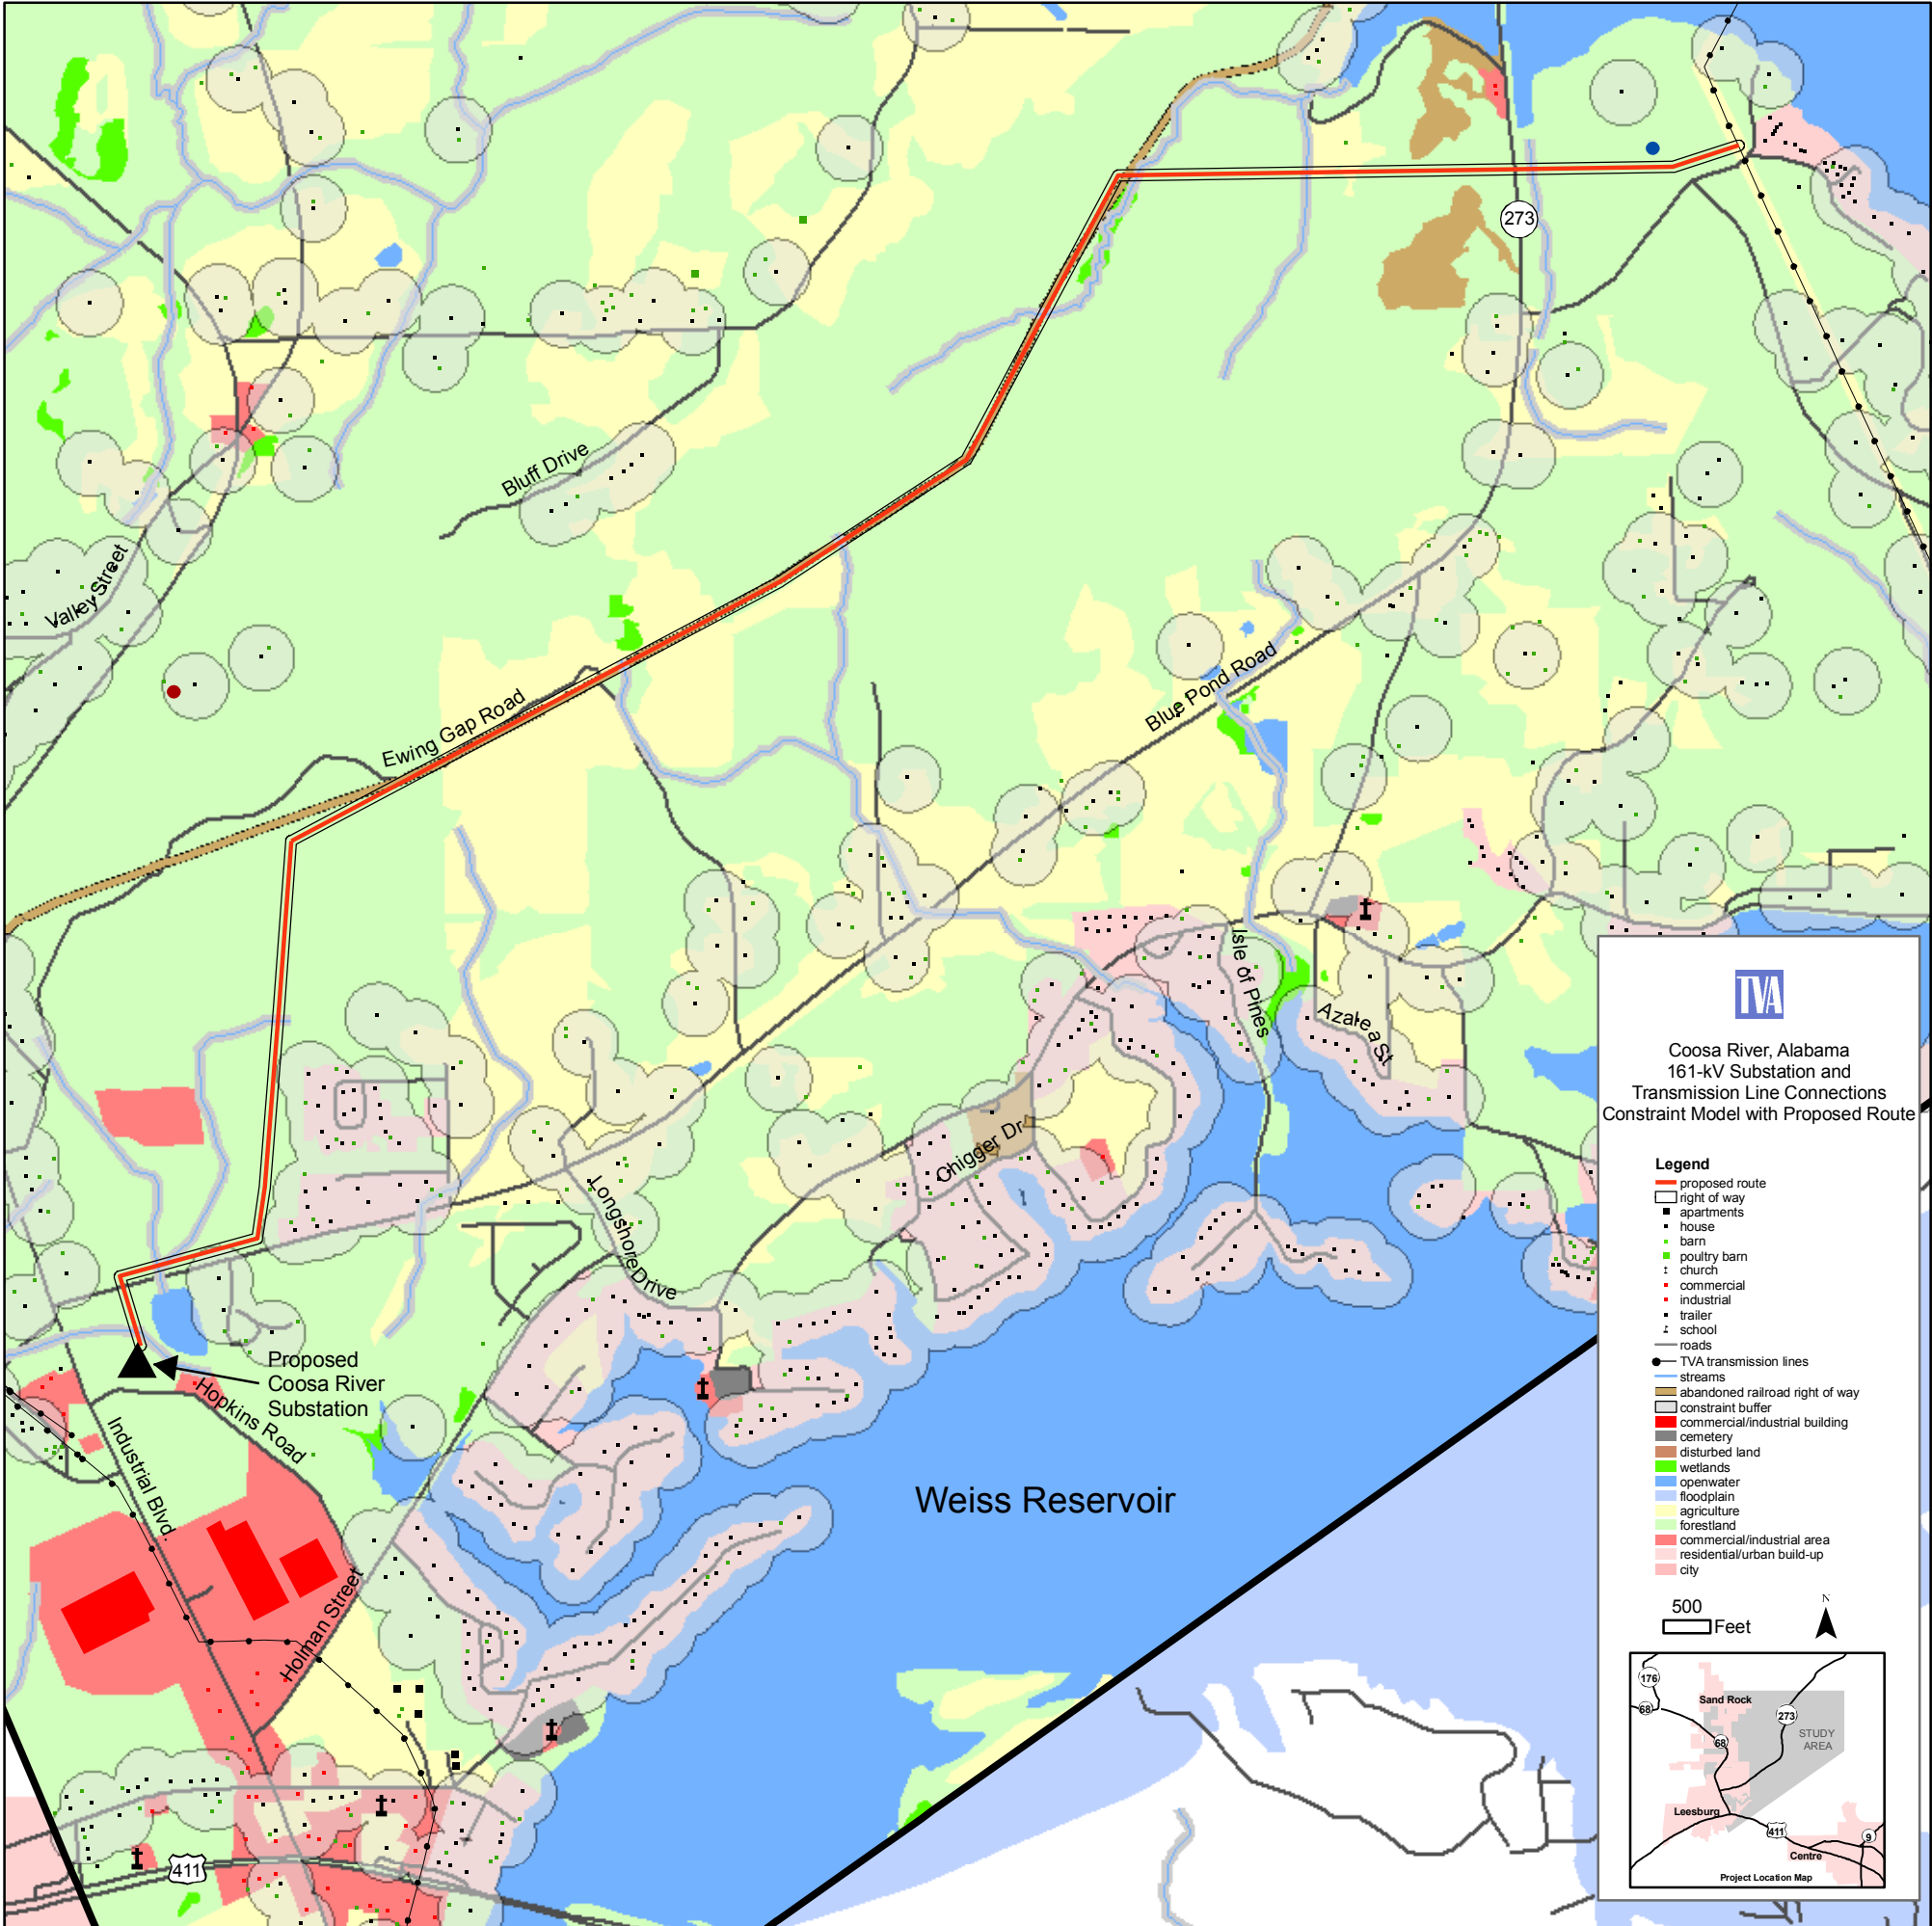 273
Bluff Drive
Valley Street
Ewing Gap Road
Blue Pond Road
Isle of Pines
Azalea St
Chigger Dr
Longshore Drive
Proposed
Coosa River
Substation
Hopkins Road
Industrial Blvd.
Holman Street
Weiss Reservoir
411
TVA
Coosa River, Alabama
161-kV Substation and
Transmission Line Connections
Constraint Model with Proposed Route
Legend
proposed route
right of way
apartments
house
barn
poultry barn
church
commercial
industrial
trailer
school
roads
TVA transmission lines
streams
abandoned railroad right of way
constraint buffer
commercial/industrial building
cemetery
disturbed land
wetlands
openwater
floodplain
agriculture
forestland
commercial/industrial area
residential/urban build-up
city
500
Feet
N
176
68
Sand Rock
273
STUDY
AREA
68
Leesburg
411
9
Centre
Project Location Map